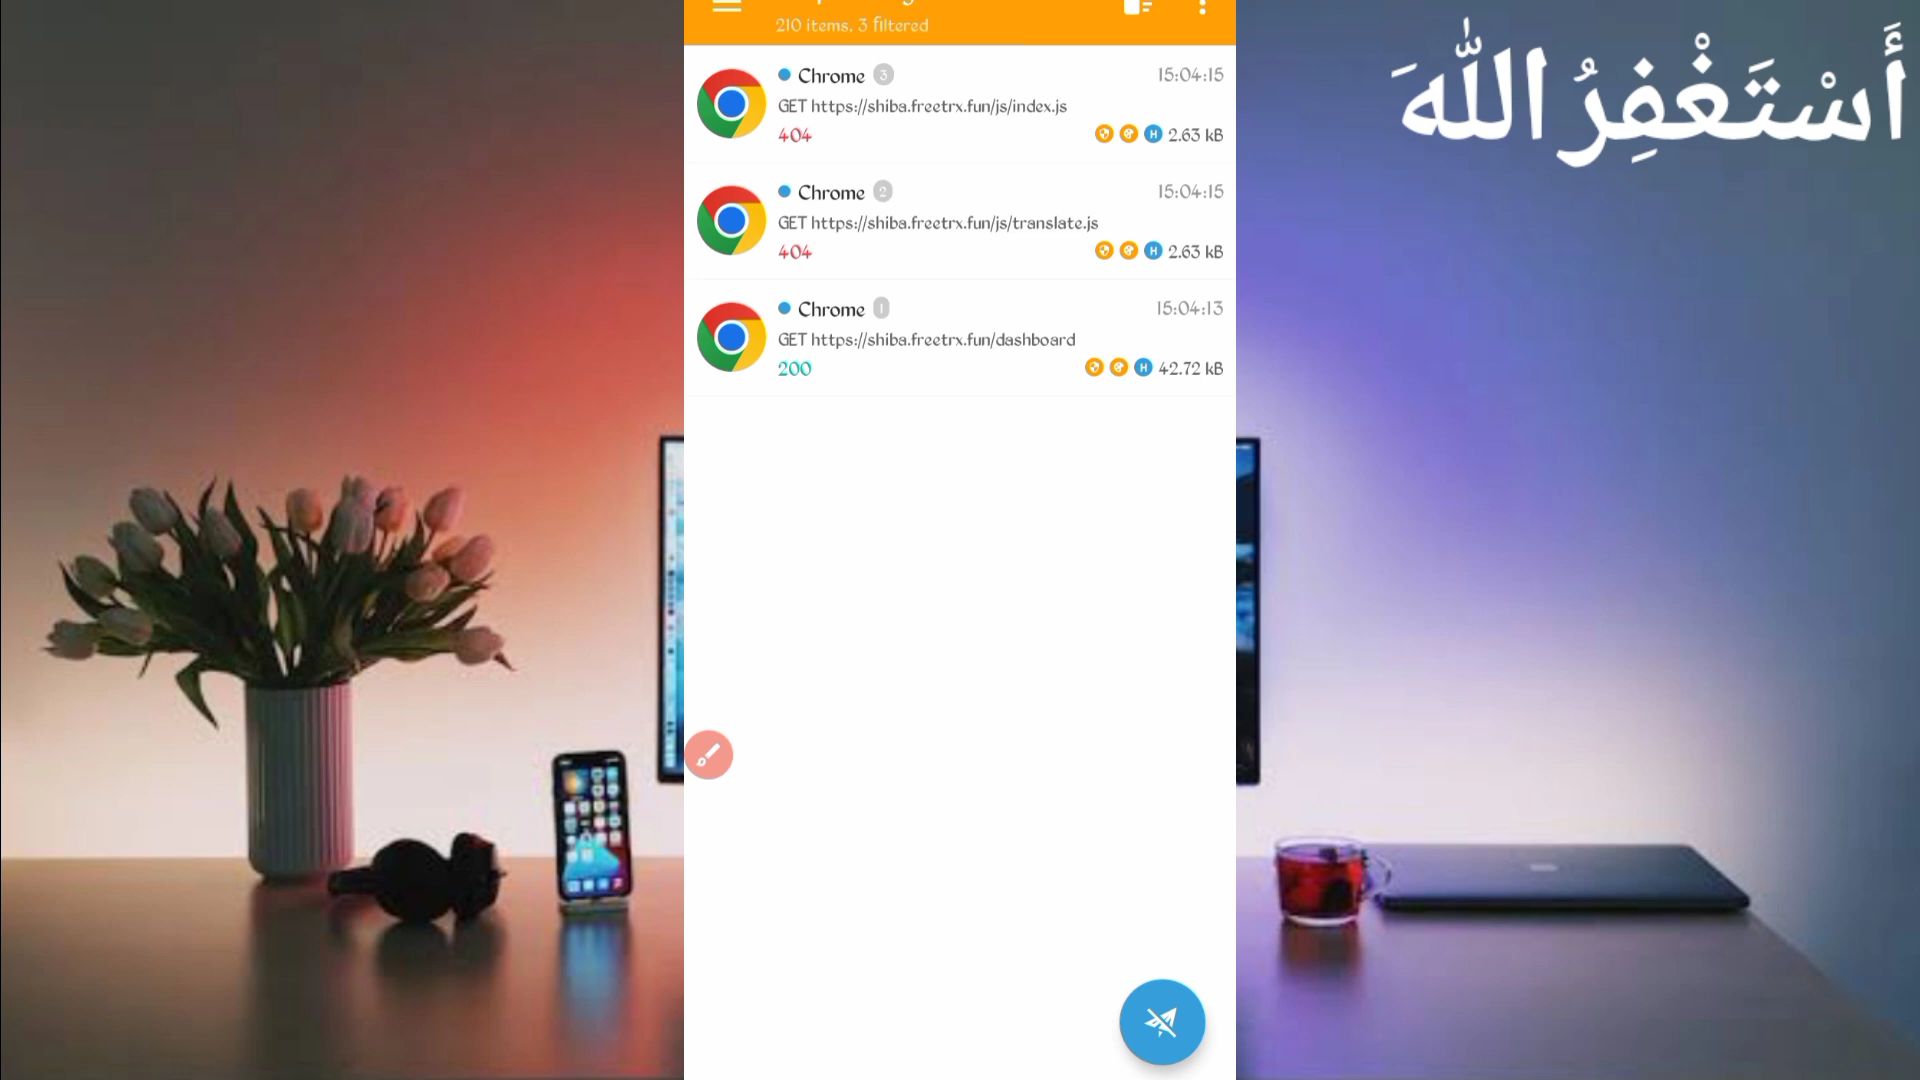 210 items, 3 filtered
Chrome 3 15:04:15
GET https://shiba.freetrx.fun/js/index.js
404 H 2.63 kB
Chrome 2 15:04:15
GET https://shiba.freetrx.fun/js/translate.js
404 H 2.63 kB
Chrome 1 15:04:13
GET https://shiba.freetrx.fun/dashboard
200 H 42.72 kB
أَسْتَغْفِرُ اللَّهَ